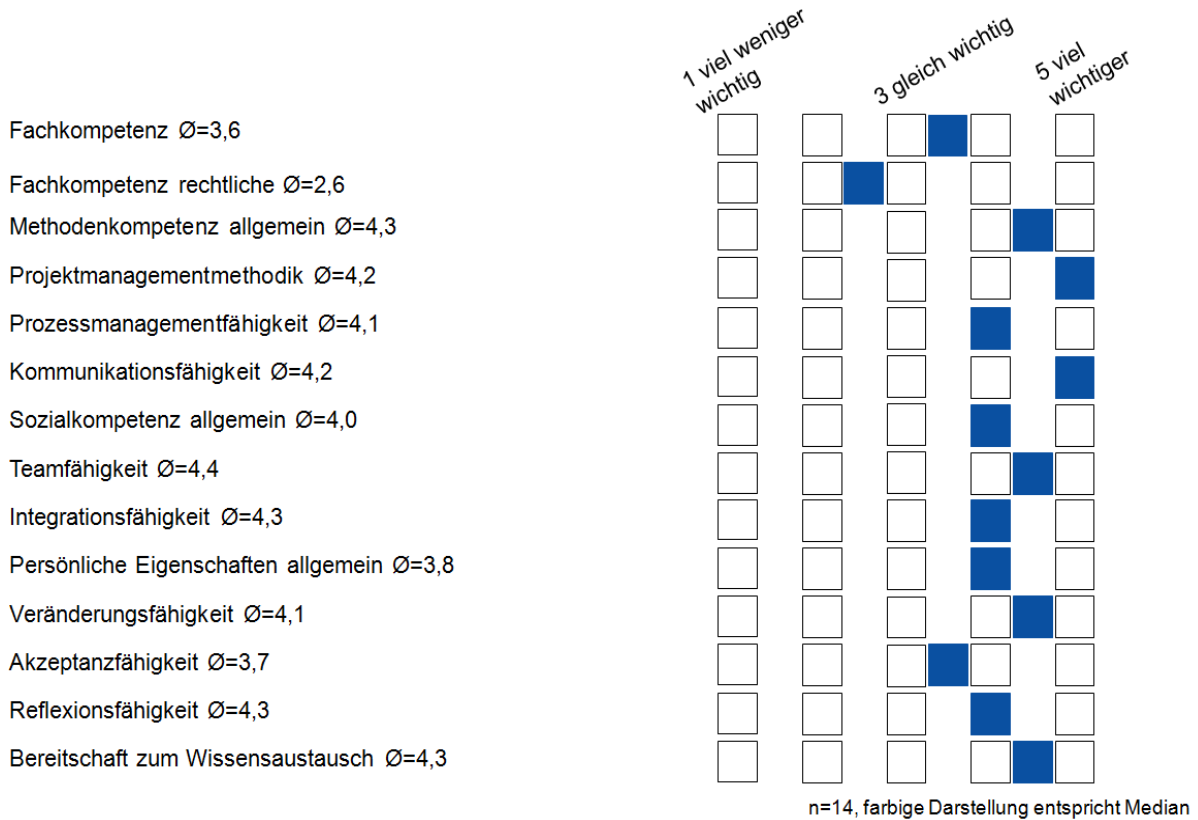 1 viel weniger
wichtig
3 gleich wichtig
5 viel
wichtiger
Fachkompetenz Ø=3,6
Fachkompetenz rechtliche Ø=2,6
Methodenkompetenz allgemein Ø=4,3
Projektmanagementmethodik Ø=4,2
Prozessmanagementfähigkeit Ø=4,1
Kommunikationsfähigkeit Ø=4,2
Sozialkompetenz allgemein Ø=4,0
Teamfähigkeit Ø=4,4
Integrationsfähigkeit Ø=4,3
Persönliche Eigenschaften allgemein Ø=3,8
Veränderungsfähigkeit Ø=4,1
Akzeptanzfähigkeit Ø=3,7
Reflexionsfähigkeit Ø=4,3
Bereitschaft zum Wissensaustausch Ø=4,3
n=14, farbige Darstellung entspricht Median